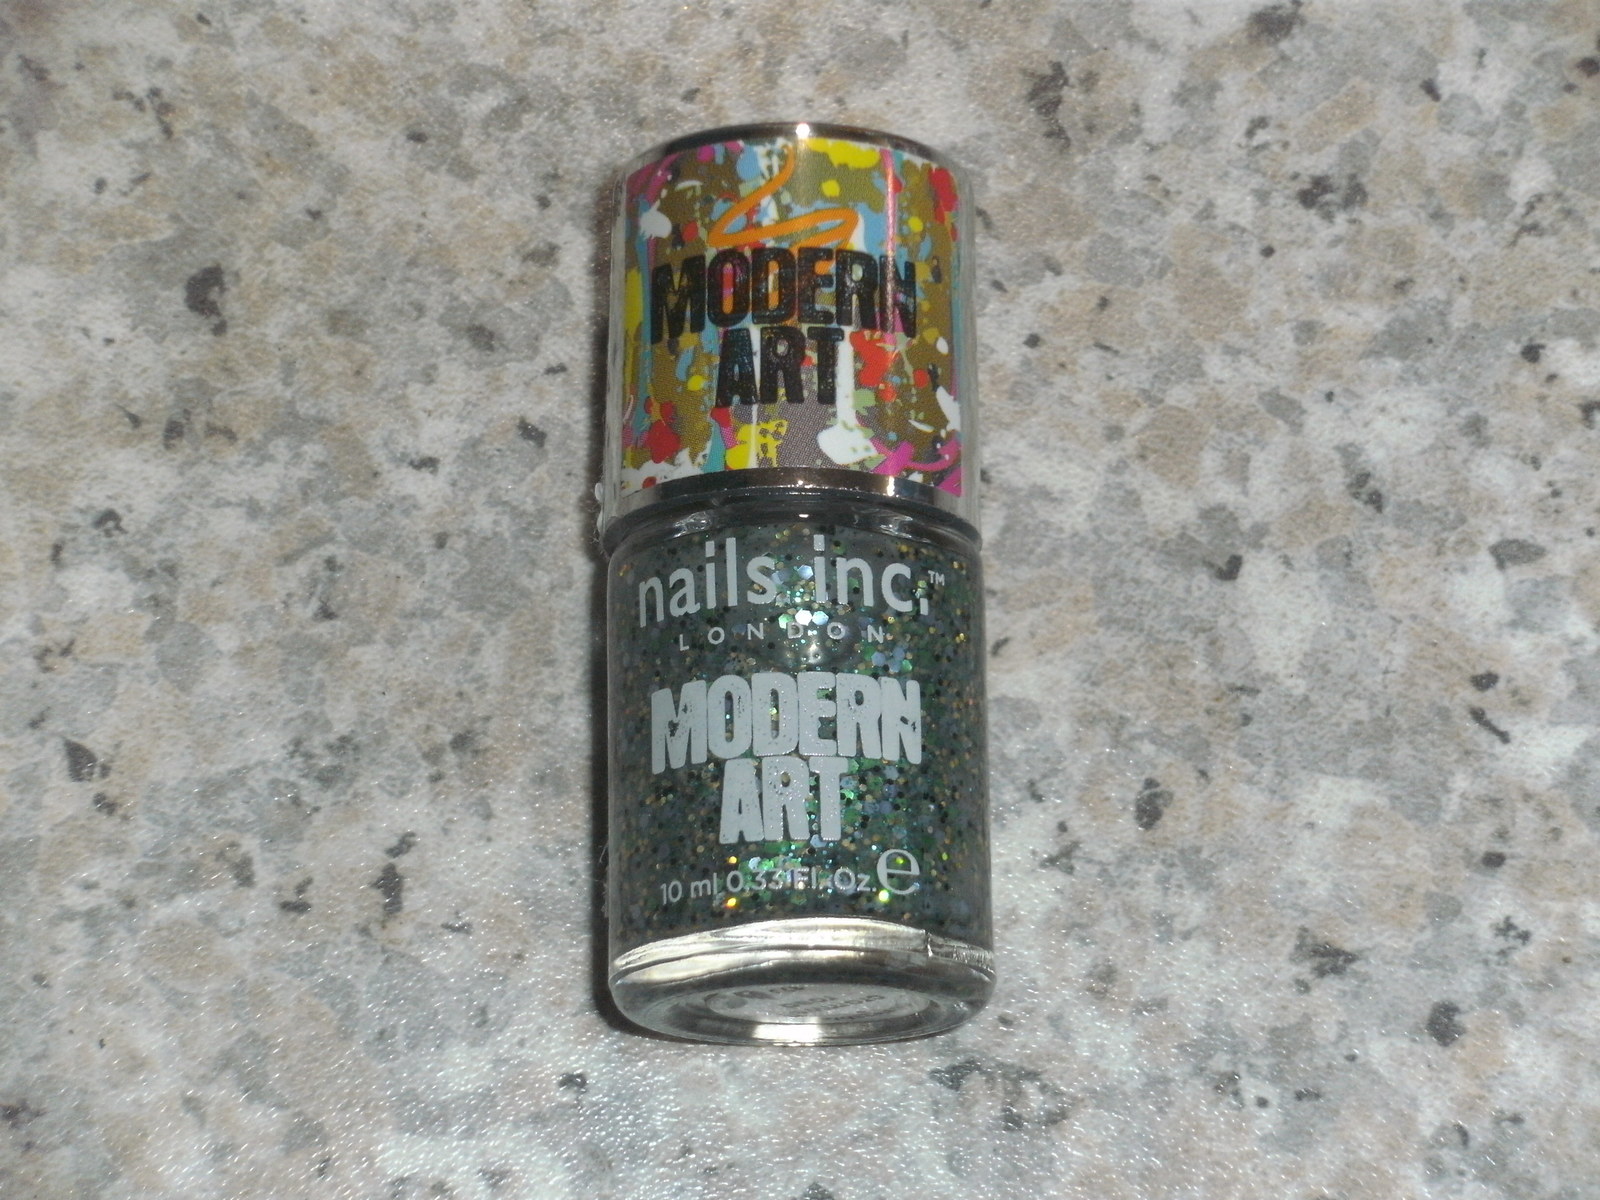 MODERN
ART
nails inc.™
LONDON
MODERN
ART
10 ml 0.33 Fl. Oz. e